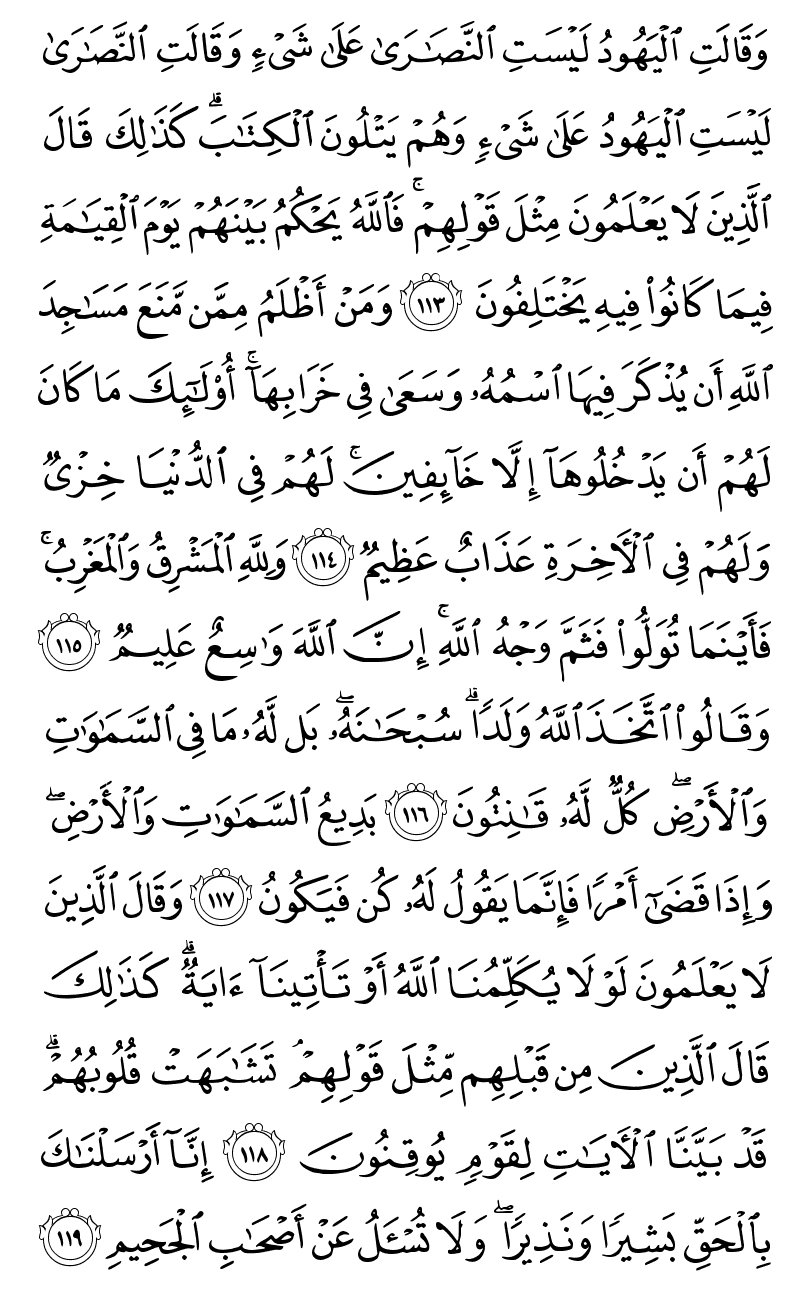 وَقَالَتِ ٱلْيَهُودُ لَيْسَتِ ٱلنَّصَـٰرَىٰ عَلَىٰ شَىْءٍ وَقَالَتِ ٱلنَّصَـٰرَىٰ
لَيْسَتِ ٱلْيَهُودُ عَلَىٰ شَىْءٍ وَهُمْ يَتْلُونَ ٱلْكِتَـٰبَ ۗ كَذَٰلِكَ قَالَ
ٱلَّذِينَ لَا يَعْلَمُونَ مِثْلَ قَوْلِهِمْ ۚ فَٱللَّهُ يَحْكُمُ بَيْنَهُمْ يَوْمَ ٱلْقِيَـٰمَةِ
فِيمَا كَانُوا۟ فِيهِ يَخْتَلِفُونَ ١١٣ وَمَنْ أَظْلَمُ مِمَّن مَّنَعَ مَسَـٰجِدَ
ٱللَّهِ أَن يُذْكَرَ فِيهَا ٱسْمُهُۥ وَسَعَىٰ فِى خَرَابِهَآ ۚ أُو۟لَـٰٓئِكَ مَا كَانَ
لَهُمْ أَن يَدْخُلُوهَآ إِلَّا خَآئِفِينَ ۚ لَهُمْ فِى ٱلدُّنْيَا خِزْىٌ
وَلَهُمْ فِى ٱلْـَٔاخِرَةِ عَذَابٌ عَظِيمٌ ١١٤ وَلِلَّهِ ٱلْمَشْرِقُ وَٱلْمَغْرِبُ ۚ
فَأَيْنَمَا تُوَلُّوا۟ فَثَمَّ وَجْهُ ٱللَّهِ ۚ إِنَّ ٱللَّهَ وَٰسِعٌ عَلِيمٌ ١١٥
وَقَالُوا۟ ٱتَّخَذَ ٱللَّهُ وَلَدًا ۗ سُبْحَـٰنَهُۥ ۖ بَل لَّهُۥ مَا فِى ٱلسَّمَـٰوَٰتِ
وَٱلْأَرْضِ ۖ كُلٌّ لَّهُۥ قَـٰنِتُونَ ١١٦ بَدِيعُ ٱلسَّمَـٰوَٰتِ وَٱلْأَرْضِ ۖ
وَإِذَا قَضَىٰٓ أَمْرًا فَإِنَّمَا يَقُولُ لَهُۥ كُن فَيَكُونُ ١١٧ وَقَالَ ٱلَّذِينَ
لَا يَعْلَمُونَ لَوْلَا يُكَلِّمُنَا ٱللَّهُ أَوْ تَأْتِينَآ ءَايَةٌ ۗ كَذَٰلِكَ
قَالَ ٱلَّذِينَ مِن قَبْلِهِم مِّثْلَ قَوْلِهِمْ ۘ تَشَـٰبَهَتْ قُلُوبُهُمْ ۗ
قَدْ بَيَّنَّا ٱلْـَٔايَـٰتِ لِقَوْمٍ يُوقِنُونَ ١١٨ إِنَّآ أَرْسَلْنَـٰكَ
بِٱلْحَقِّ بَشِيرًا وَنَذِيرًا ۖ وَلَا تُسْـَٔلُ عَنْ أَصْحَـٰبِ ٱلْجَحِيمِ ١١٩